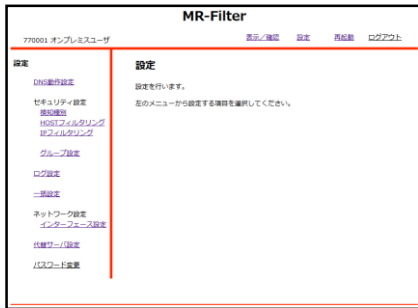 MR-Filter
770001 オンプレミスユーザ
表示／確認 設定 再起動 ログアウト
設定
DNS動作設定
セキュリティ設定
検知種別
HOSTフィルタリング
IPフィルタリング
グループ設定
ログ設定
一括設定
ネットワーク設定
インターフェース設定
代替サーバ設定
パスワード変更
設定
設定を行います。
左のメニューから設定する項目を選択してください。